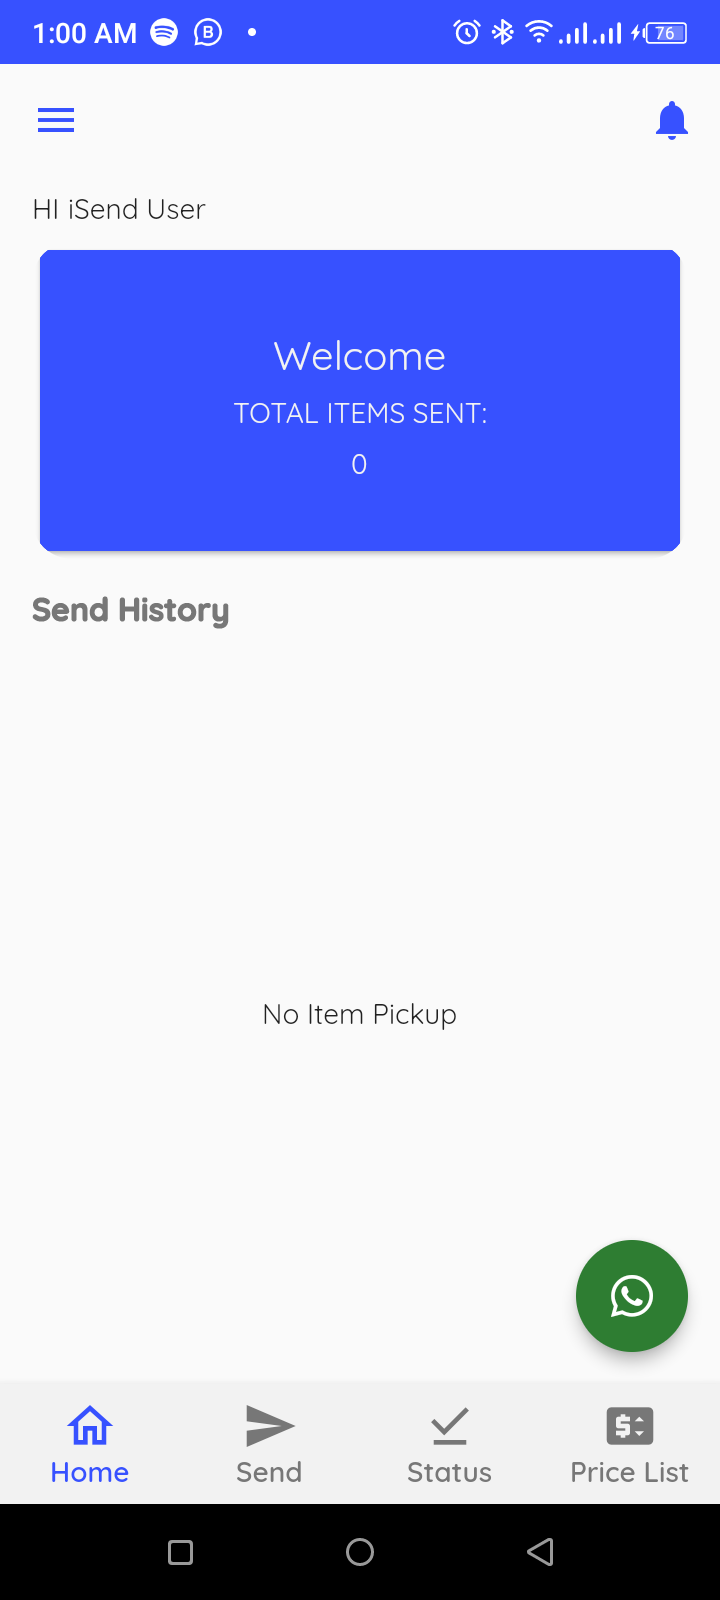 1:00 AM
76
HI iSend User
Welcome
TOTAL ITEMS SENT:
0
Send History
No Item Pickup
Home
Send
Status
Price List